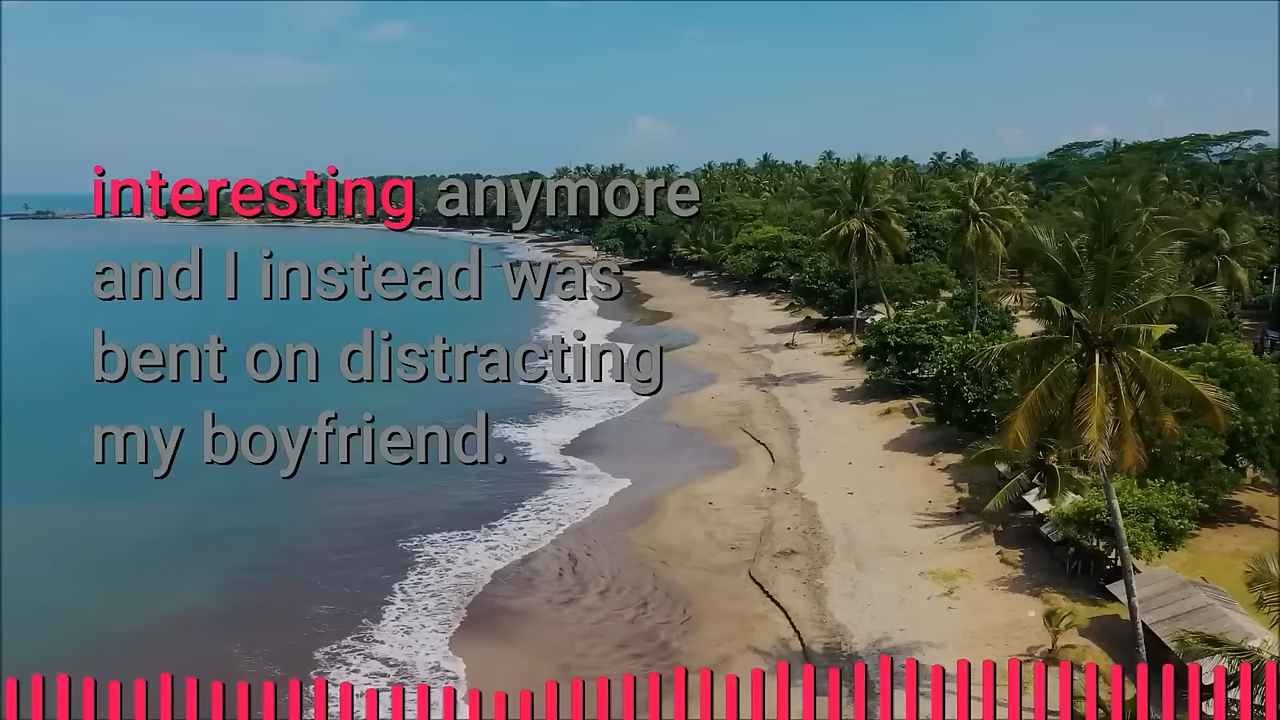 interesting anymore
and I instead was
bent on distracting
my boyfriend.